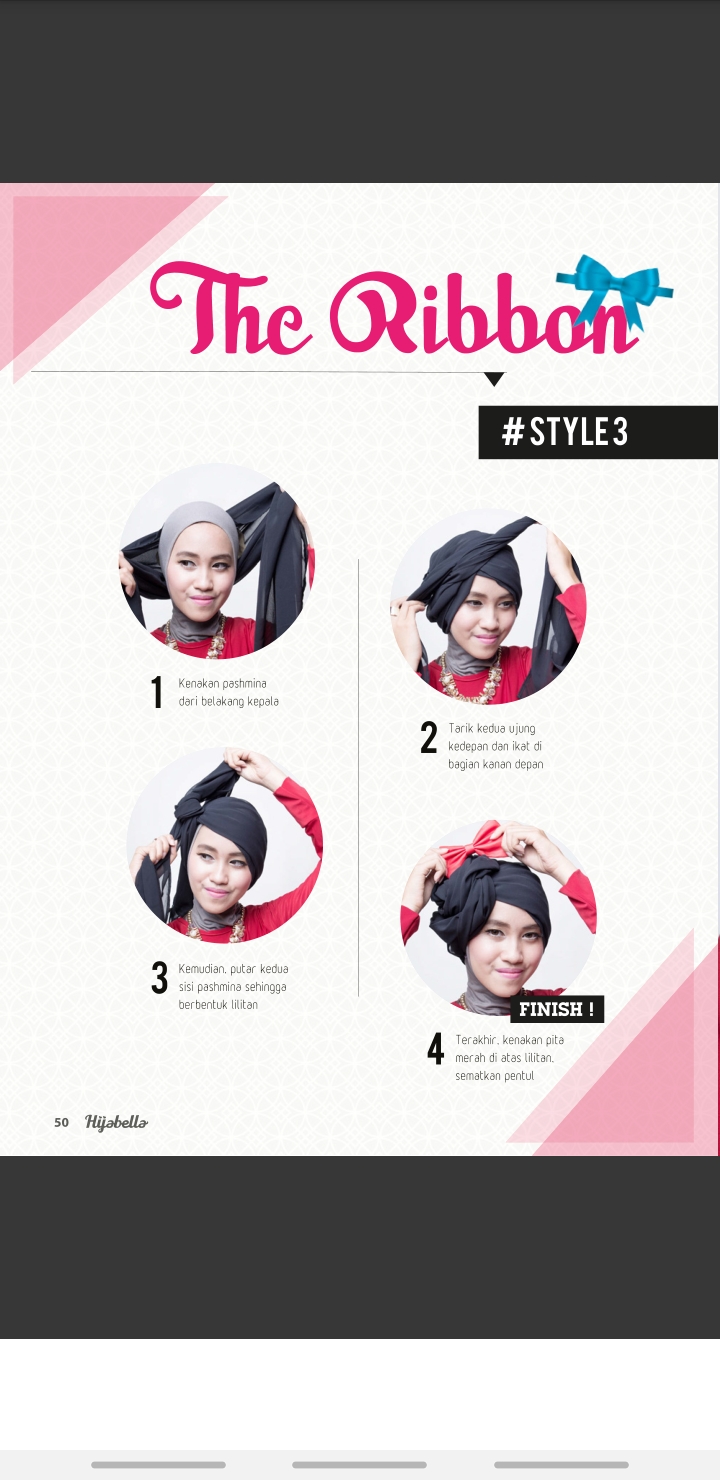 The Ribbon
#STYLE3
1 Kenakan pashmina
dari belakang kepala
2 Tarik kedua ujung
kedepan dan ikat di
bagian kanan depan
3 Kemudian, putar kedua
sisi pashmina sehingga
berbentuk lilitan
FINISH !
4 Terakhir, kenakan pita
merah di atas lilitan,
sematkan pentul
50 Hijabella